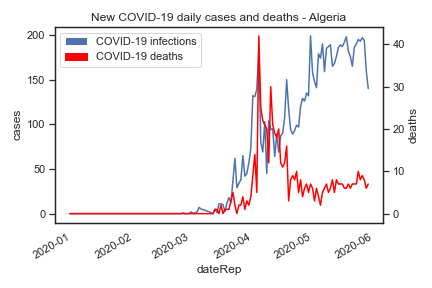 New COVID-19 daily cases and deaths - Algeria
COVID-19 infections
COVID-19 deaths
200
150
100
50
0
cases
40
30
20
10
0
deaths
2020-01
2020-02
2020-03
2020-04
2020-05
2020-06
dateRep